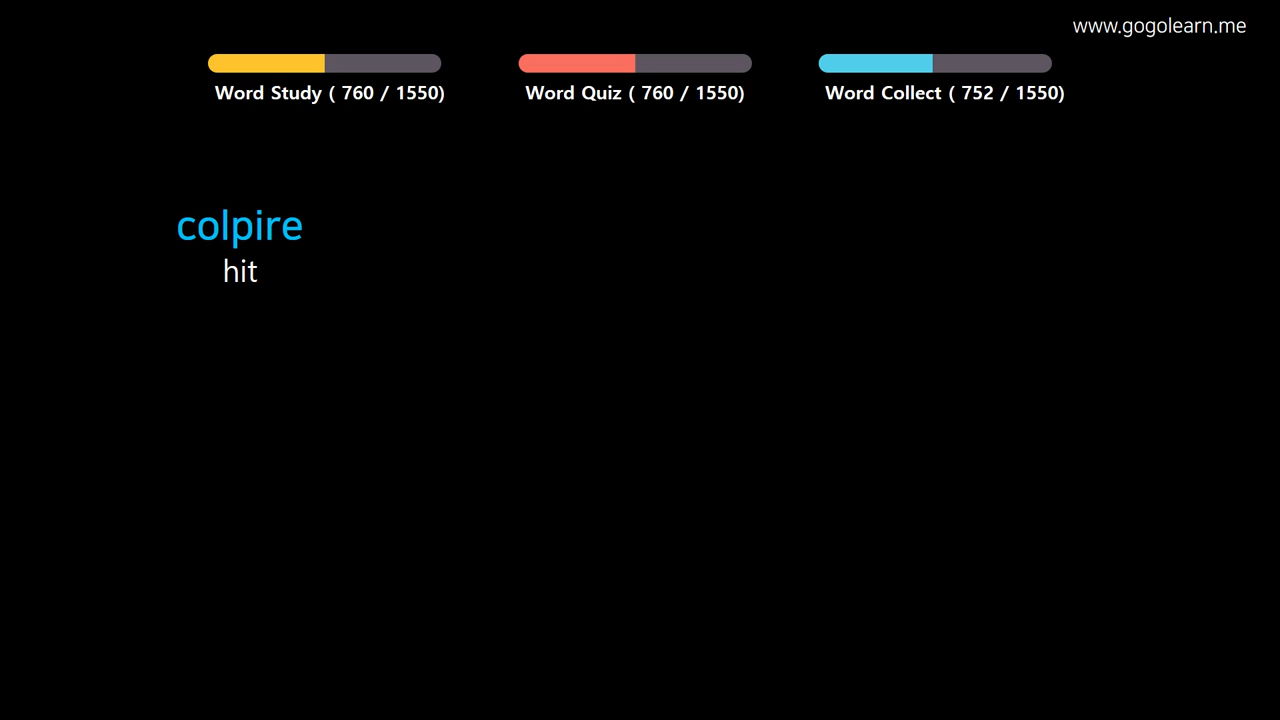 www.gogolearn.me
Word Study ( 760 / 1550)
Word Quiz ( 760 / 1550)
Word Collect ( 752 / 1550)
colpire
hit